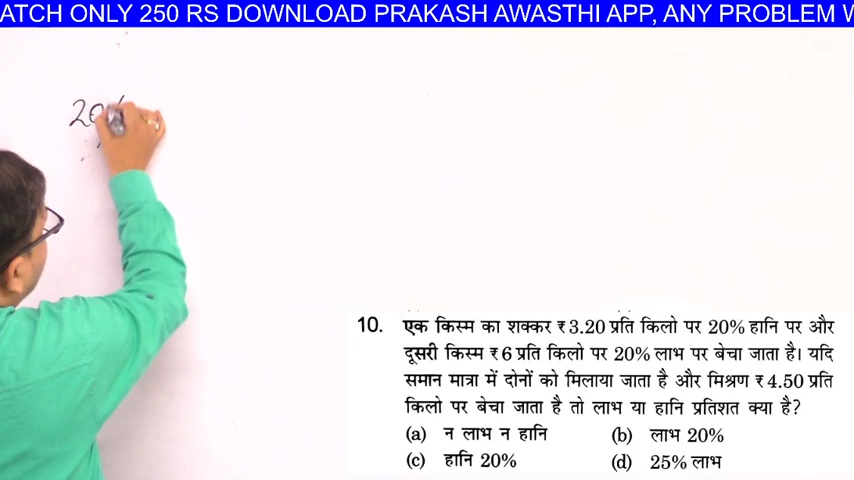 ATCH ONLY 250 RS DOWNLOAD PRAKASH AWASTHI APP, ANY PROBLEM W
20
10. एक किस्म का शक्कर ₹ 3.20 प्रति किलो पर 20% हानि पर और
दूसरी किस्म ₹ 6 प्रति किलो पर 20% लाभ पर बेचा जाता है। यदि
समान मात्रा में दोनों को मिलाया जाता है और मिश्रण ₹ 4.50 प्रति
किलो पर बेचा जाता है तो लाभ या हानि प्रतिशत क्या है?
(a) न लाभ न हानि (b) लाभ 20%
(c) हानि 20% (d) 25% लाभ